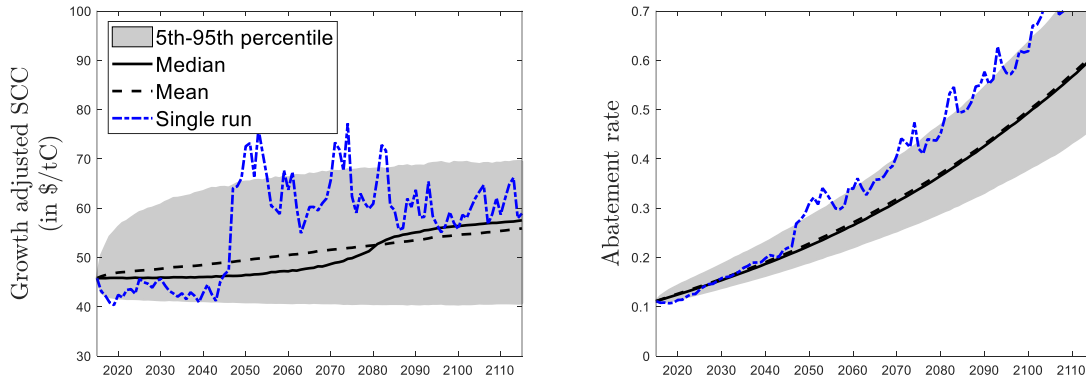 Growth adjusted SCC
(in $/tC)
100
90
80
70
60
50
40
30
5th-95th percentile
Median
Mean
Single run
2020 2030 2040 2050 2060 2070 2080 2090 2100 2110
Abatement rate
0.7
0.6
0.5
0.4
0.3
0.2
0.1
0
2020 2030 2040 2050 2060 2070 2080 2090 2100 2110